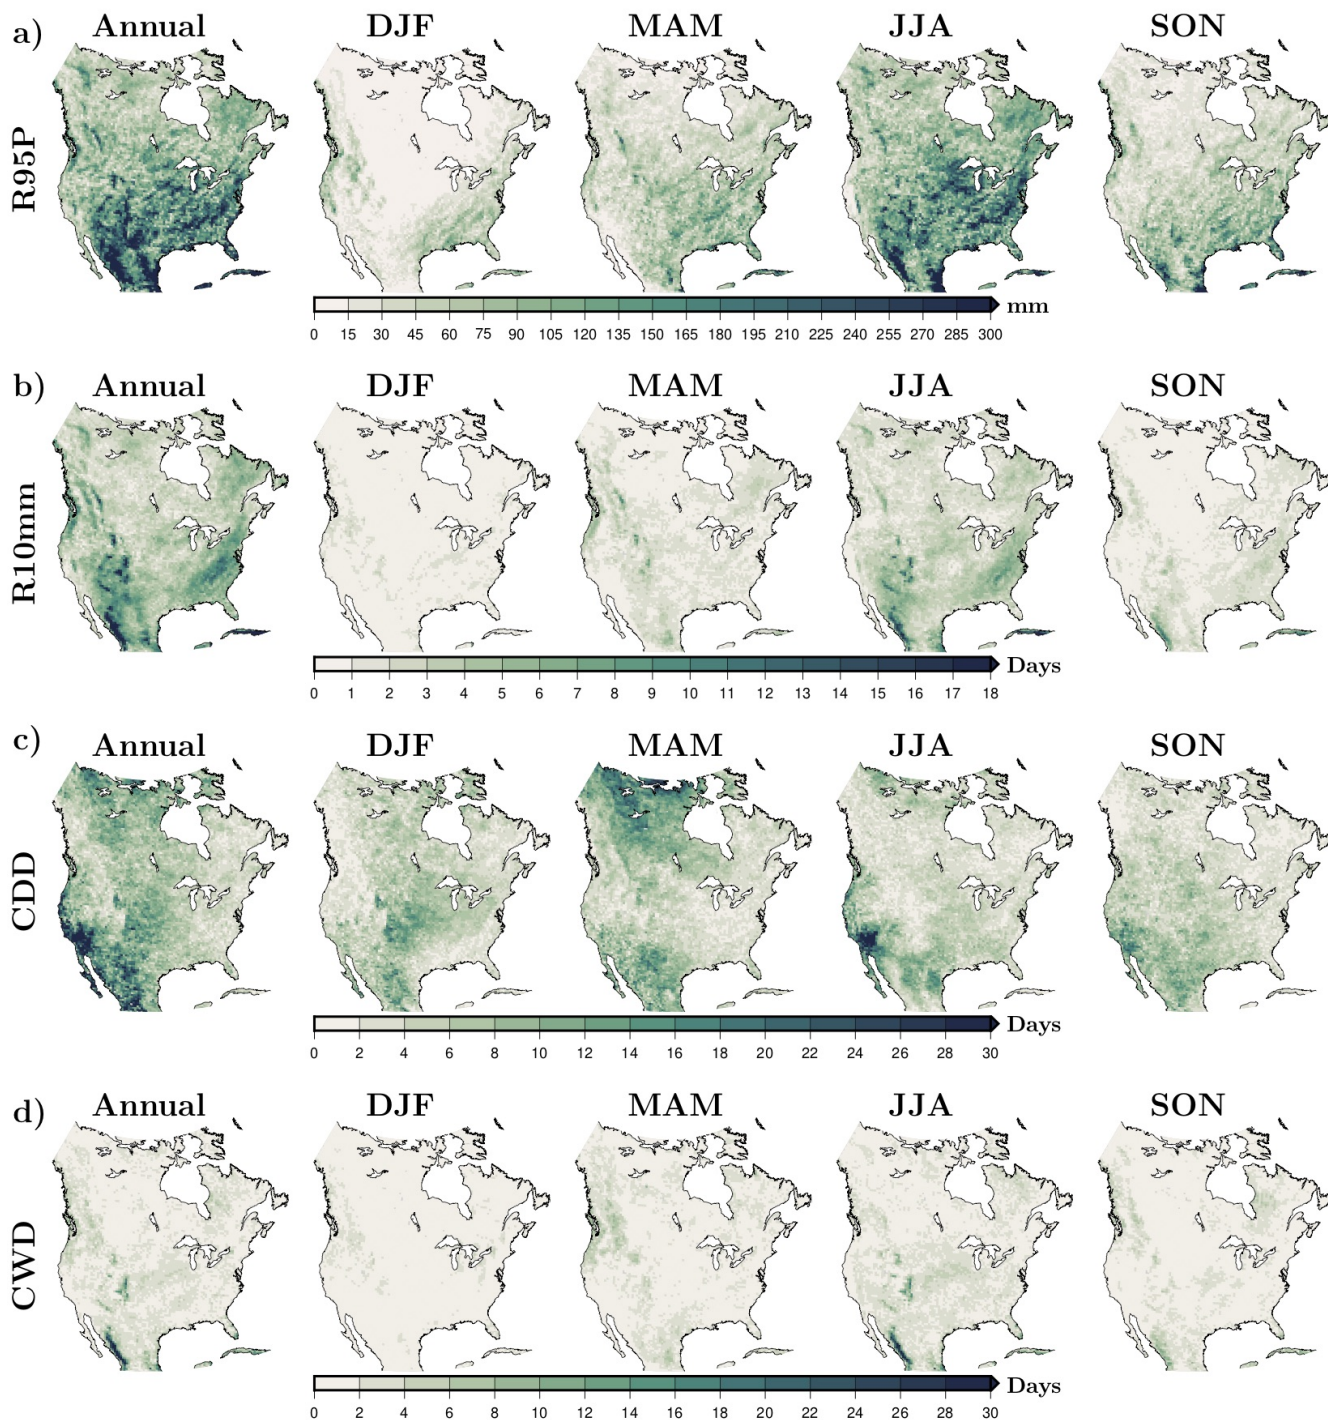 a) Annual DJF MAM JJA SON
R95P
0 15 30 45 60 75 90 105 120 135 150 165 180 195 210 225 240 255 270 285 300 mm
b) Annual DJF MAM JJA SON
R10mm
0 1 2 3 4 5 6 7 8 9 10 11 12 13 14 15 16 17 18 Days
c) Annual DJF MAM JJA SON
CDD
0 2 4 6 8 10 12 14 16 18 20 22 24 26 28 30 Days
d) Annual DJF MAM JJA SON
CWD
0 2 4 6 8 10 12 14 16 18 20 22 24 26 28 30 Days